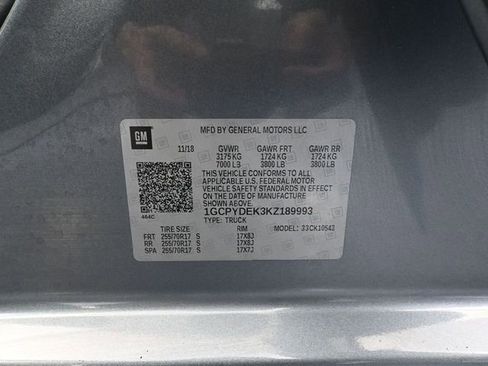 GM
MFD BY GENERAL MOTORS LLC
11/18 GVWR GAWR FRT GAWR RR
3175 KG 1724 KG 1724 KG
7000 LB 3800 LB 3800 LB
THIS VEHICLE CONFORMS TO ALL
APPLICABLE U.S. FEDERAL MOTOR
VEHICLE SAFETY STANDARDS IN
EFFECT ON THE DATE OF MANUFACTURE
SHOWN ABOVE.
1GCPYDEK3KZ189993
464C TYPE: TRUCK
TIRE SIZE RIM MODEL: 33CK10543
FRT 255/70R17 S 17X8J
RR 255/70R17 S 17X8J
SPA 255/70R17 S 17X7J